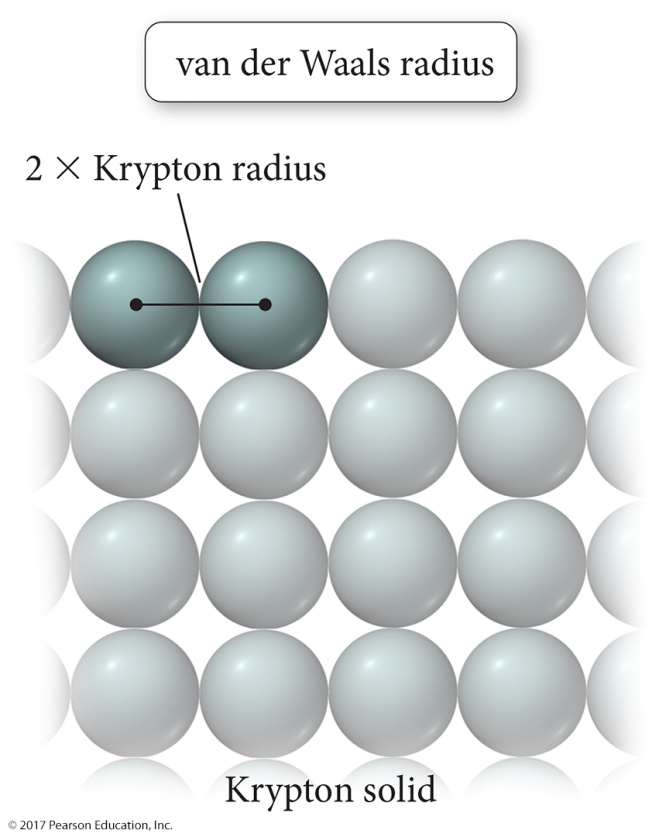 van der Waals radius
2 × Krypton radius
Krypton solid
© 2017 Pearson Education, Inc.